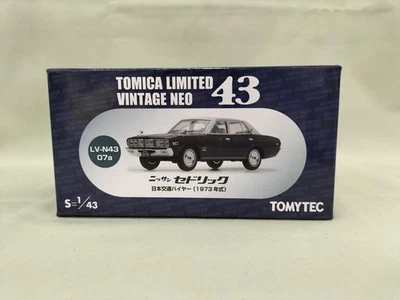 TOMICA LIMITED
VINTAGE NEO 43
LV-N43
07a
ニッサン セドリック
日本交通ハイヤー(1973年式)
S=1/43
TOMYTEC